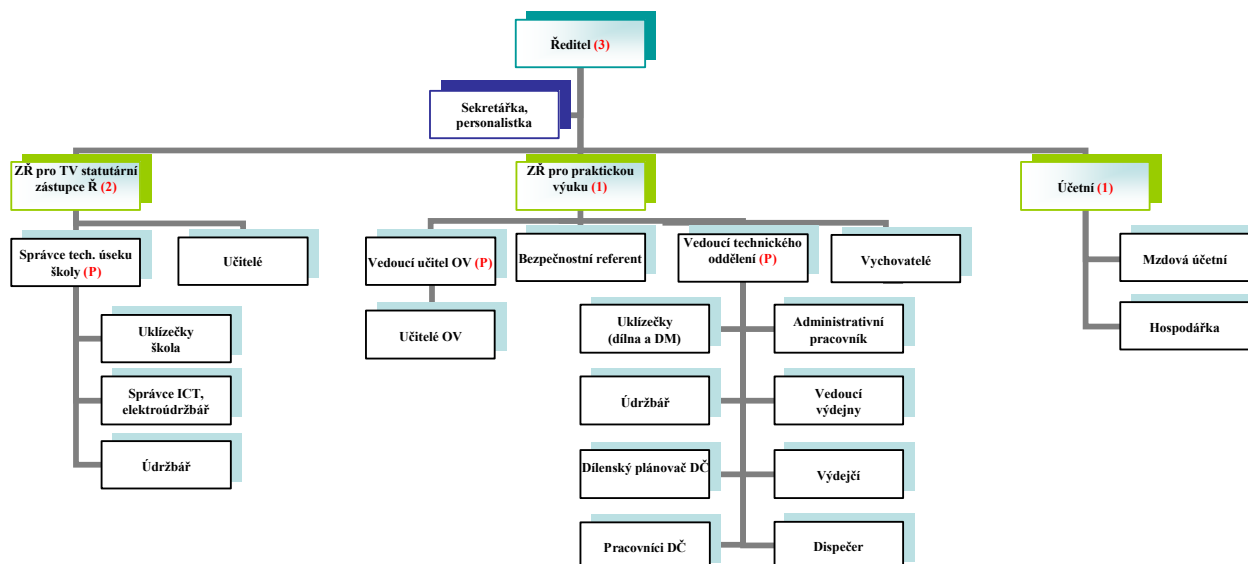 Ředitel (3)
Sekretářka,
personalistka
ZŘ pro TV statutární
zástupce Ř (2)
ZŘ pro praktickou
výuku (1)
Účetní (1)
Správce tech. úseku
školy (P)
Učitelé
Vedoucí učitel OV (P)
Bezpečnostní referent
Vedoucí technického
oddělení (P)
Vychovatelé
Mzdová účetní
Hospodářka
Uklízečky
škola
Správce ICT,
elektroúdržbář
Údržbář
Učitelé OV
Uklízečky
(dílna a DM)
Administrativní
pracovník
Údržbář
Vedoucí
výdejny
Dílenský plánovač DČ
Výdejčí
Pracovníci DČ
Dispečer